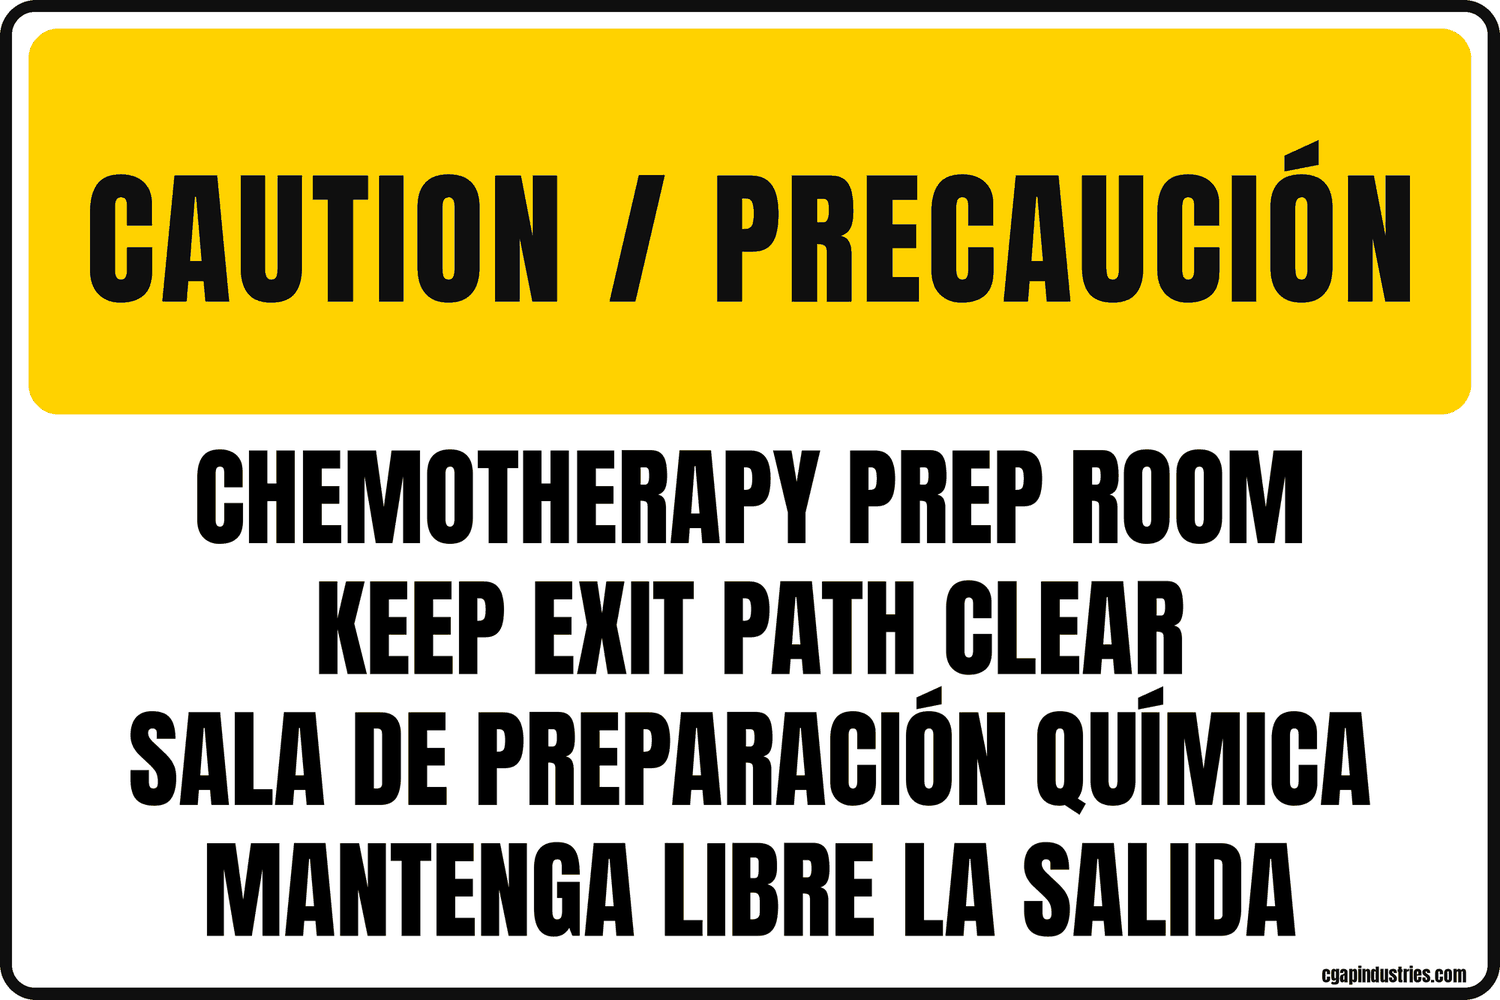 CAUTION / PRECAUCIÓN
CHEMOTHERAPY PREP ROOM
KEEP EXIT PATH CLEAR
SALA DE PREPARACIÓN QUÍMICA
MANTENGA LIBRE LA SALIDA
cgapindustries.com